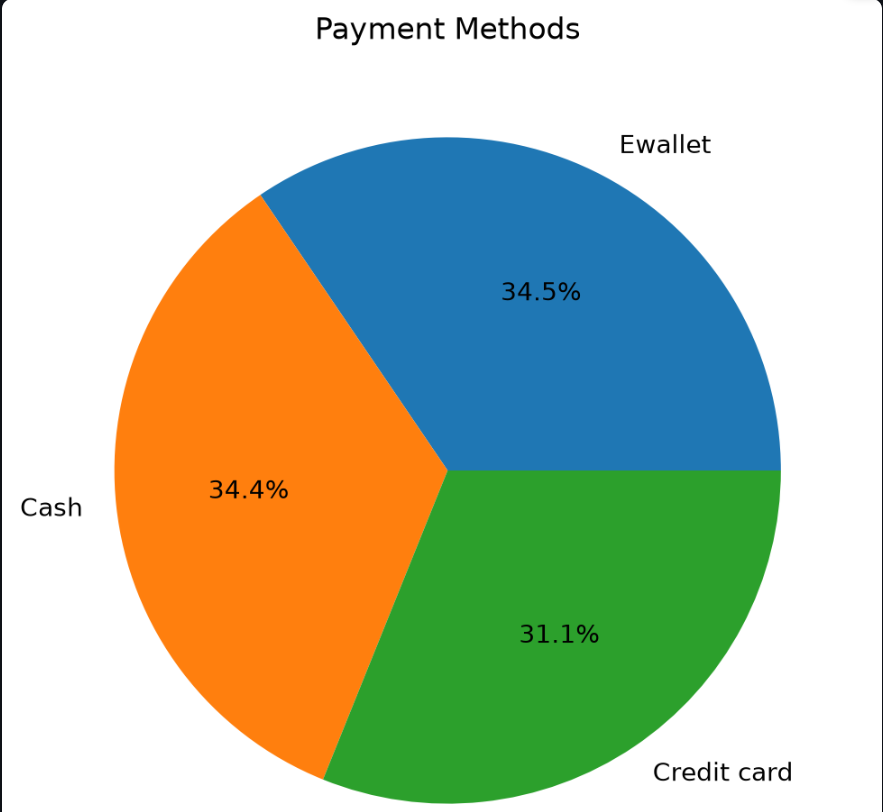 Payment Methods
Ewallet
34.5%
34.4%
Cash
31.1%
Credit card